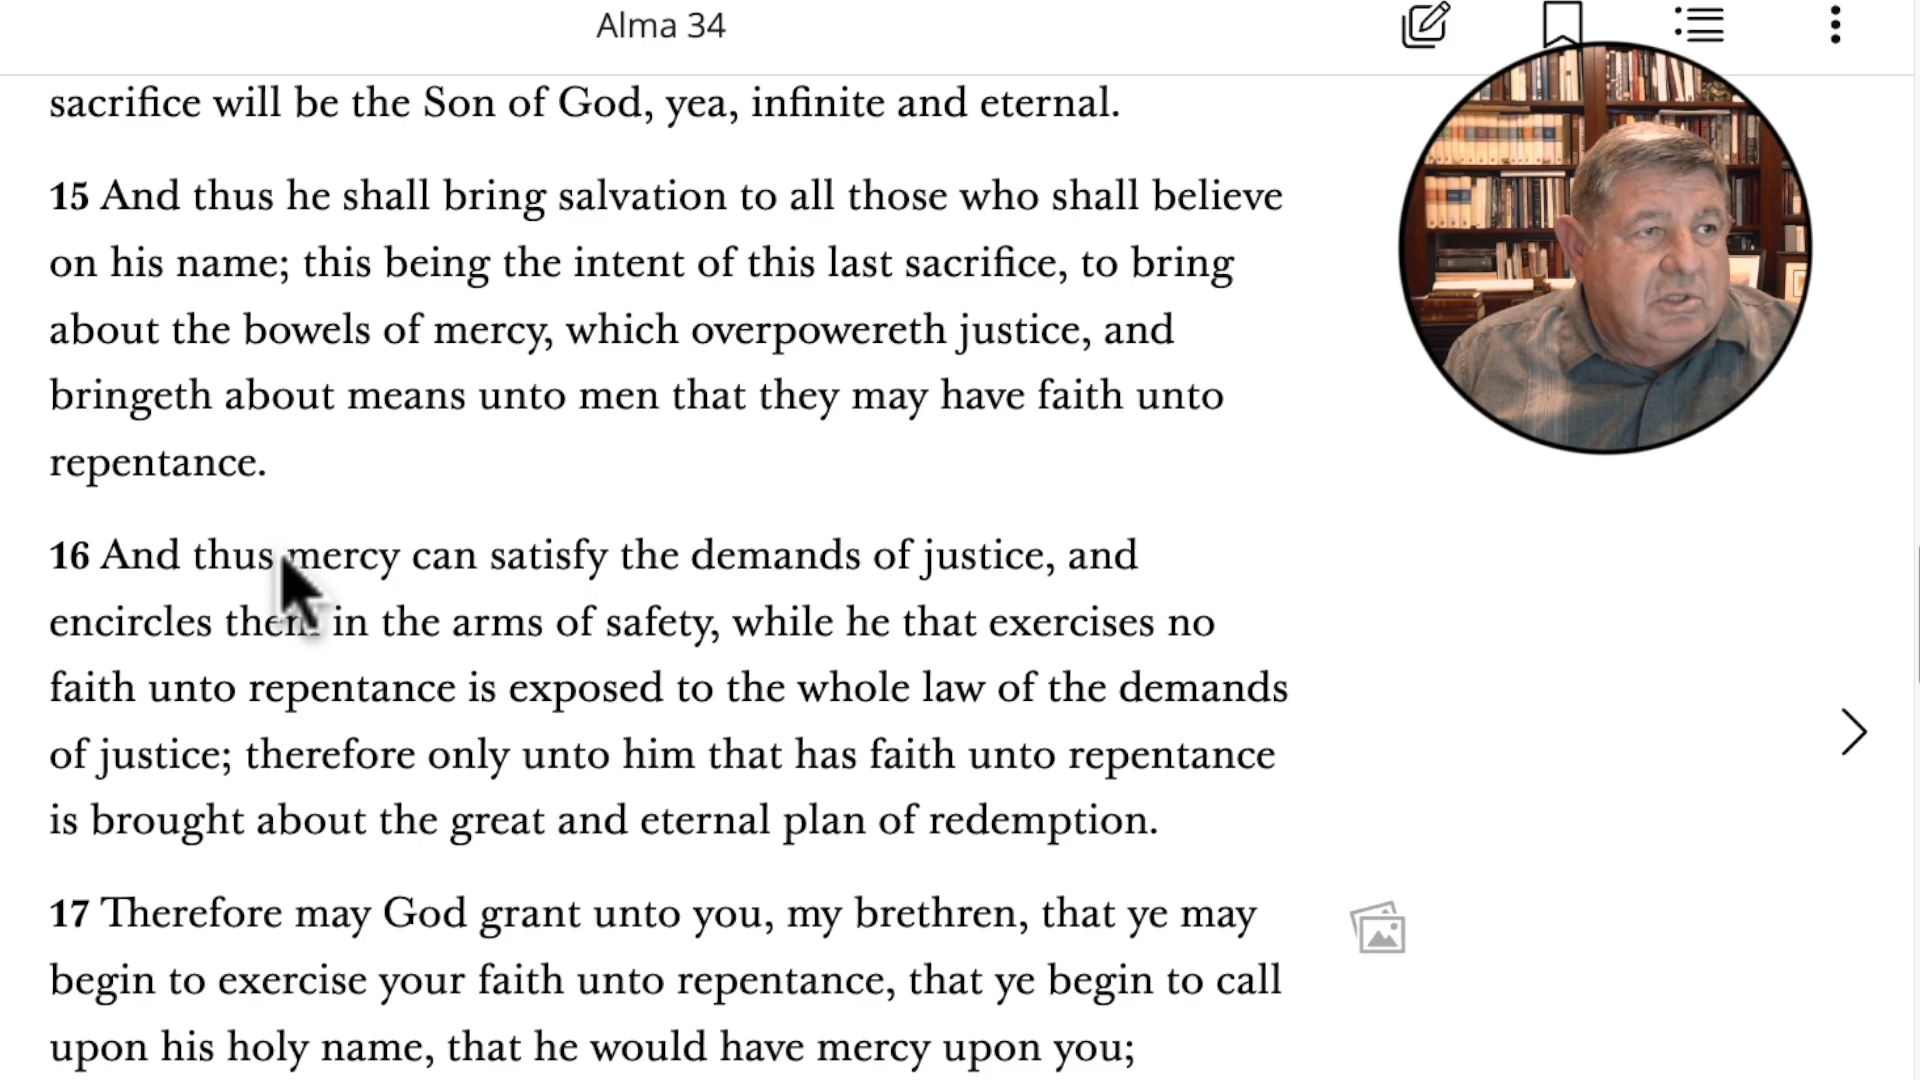 Alma 34
sacrifice will be the Son of God, yea, infinite and eternal.
15 And thus he shall bring salvation to all those who shall believe
on his name; this being the intent of this last sacrifice, to bring
about the bowels of mercy, which overpowereth justice, and
bringeth about means unto men that they may have faith unto
repentance.
16 And thus mercy can satisfy the demands of justice, and
encircles them in the arms of safety, while he that exercises no
faith unto repentance is exposed to the whole law of the demands
of justice; therefore only unto him that has faith unto repentance
is brought about the great and eternal plan of redemption.
17 Therefore may God grant unto you, my brethren, that ye may
begin to exercise your faith unto repentance, that ye begin to call
upon his holy name, that he would have mercy upon you;